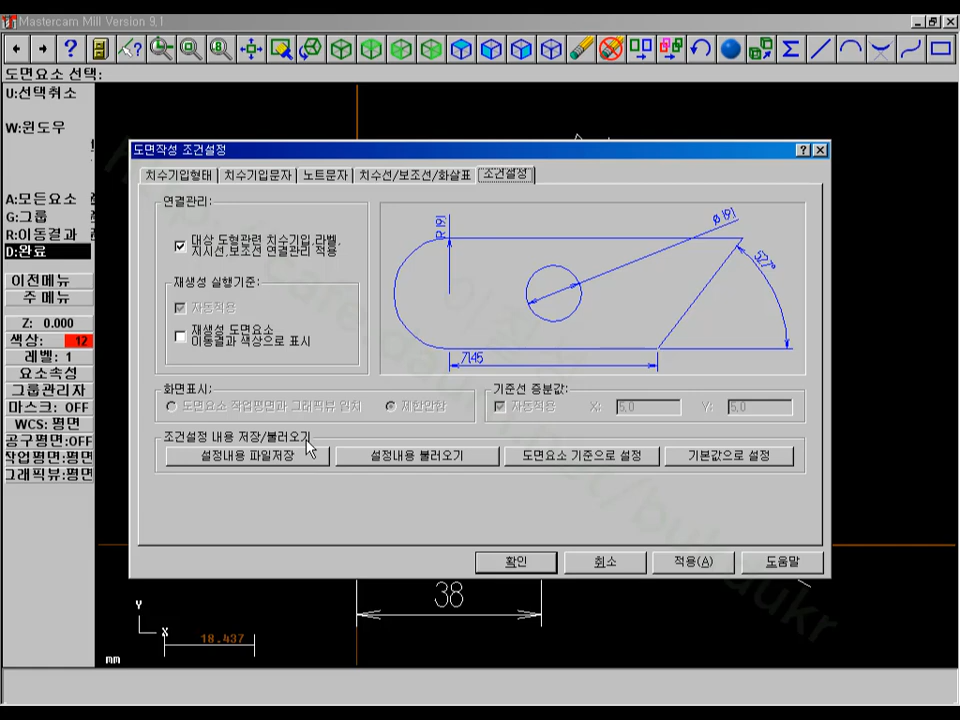 Mastercam Mill Version 9.1
도면요소 선택:
U:선택취소
W:윈도우
A:모든요소
G:그룹
R:이동결과
D:완료
이전메뉴
주 메뉴
Z: 0.000
색상: 12
레벨: 1
요소속성
그룹관리자
마스크: OFF
WCS: 평면
공구평면:OFF
작업평면:평면
그래픽뷰:평면
도면작성 조건설정
치수기입형태
치수기입문자
노트문자
치수선/보조선/화살표
조건설정
연결관리:
대상 도형관련 치수기입,라벨,
지시선,보조선 연결관리 적용
재생성 실행기준:
자동적용
재생성 도면요소
이동결과 색상으로 표시
R 1.91
Ø 1.91
52.7°
7.145
화면표시:
도면요소 작업평면과 그래픽뷰 일치
제한안함
기준선 증분값:
자동적용 X: 5.0 Y: 5.0
조건설정 내용 저장/불러오기
설정내용 파일저장
설정내용 불러오기
도면요소 기준으로 설정
기본값으로 설정
확인
취소
적용(A)
도움말
38
Y
X
18.437
mm